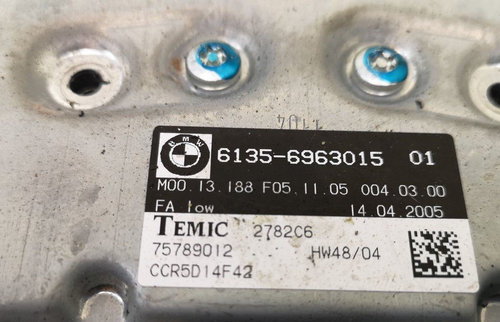 BMW
6135-6963015 01
M00.13.188 F05.11.05 004.03.00
FA low 14.04.2005
TEMIC 2782C6
75789012 HW48/04
CCR5D14F42